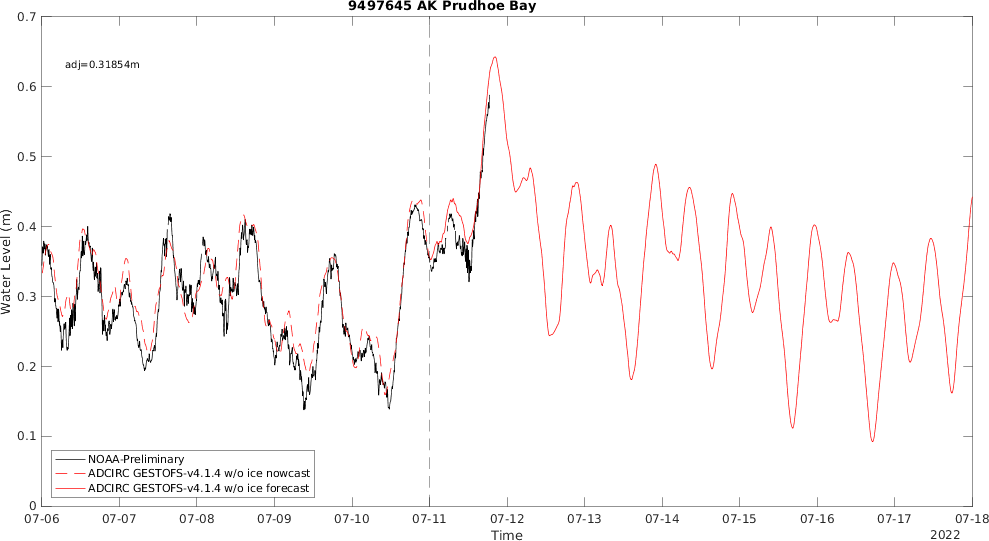 9497645 AK Prudhoe Bay
0.7
adj=0.31854m
0.6
0.5
0.4
0.3
0.2
0.1
0
Water Level (m)
NOAA-Preliminary
ADCIRC GESTOFS-v4.1.4 w/o ice nowcast
ADCIRC GESTOFS-v4.1.4 w/o ice forecast
07-06 07-07 07-08 07-09 07-10 07-11 07-12 07-13 07-14 07-15 07-16 07-17 07-18
Time
2022